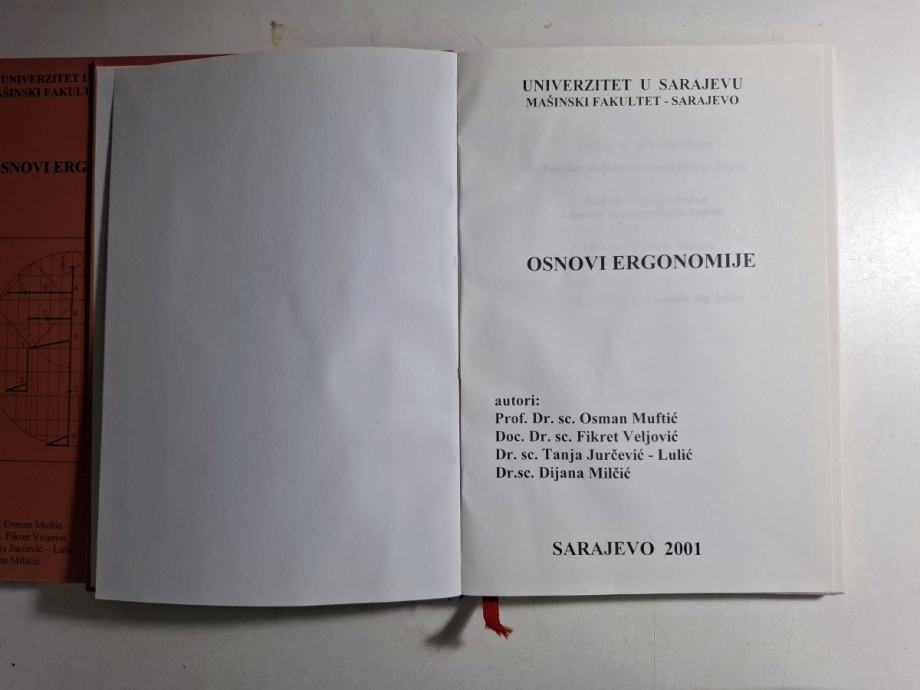 UNIVERZITET U
MAŠINSKI FAKULT
OSNOVI ERG
C
E
A
B
D
Osman Muftić
Fikret Veljović
Jurčević – Lulić
Miličić
UNIVERZITET U SARAJEVU
MAŠINSKI FAKULTET - SARAJEVO
OSNOVI ERGONOMIJE
autori:
Prof. Dr. sc. Osman Muftić
Doc. Dr. sc. Fikret Veljović
Dr. sc. Tanja Jurčević - Lulić
Dr.sc. Dijana Milčić
SARAJEVO 2001